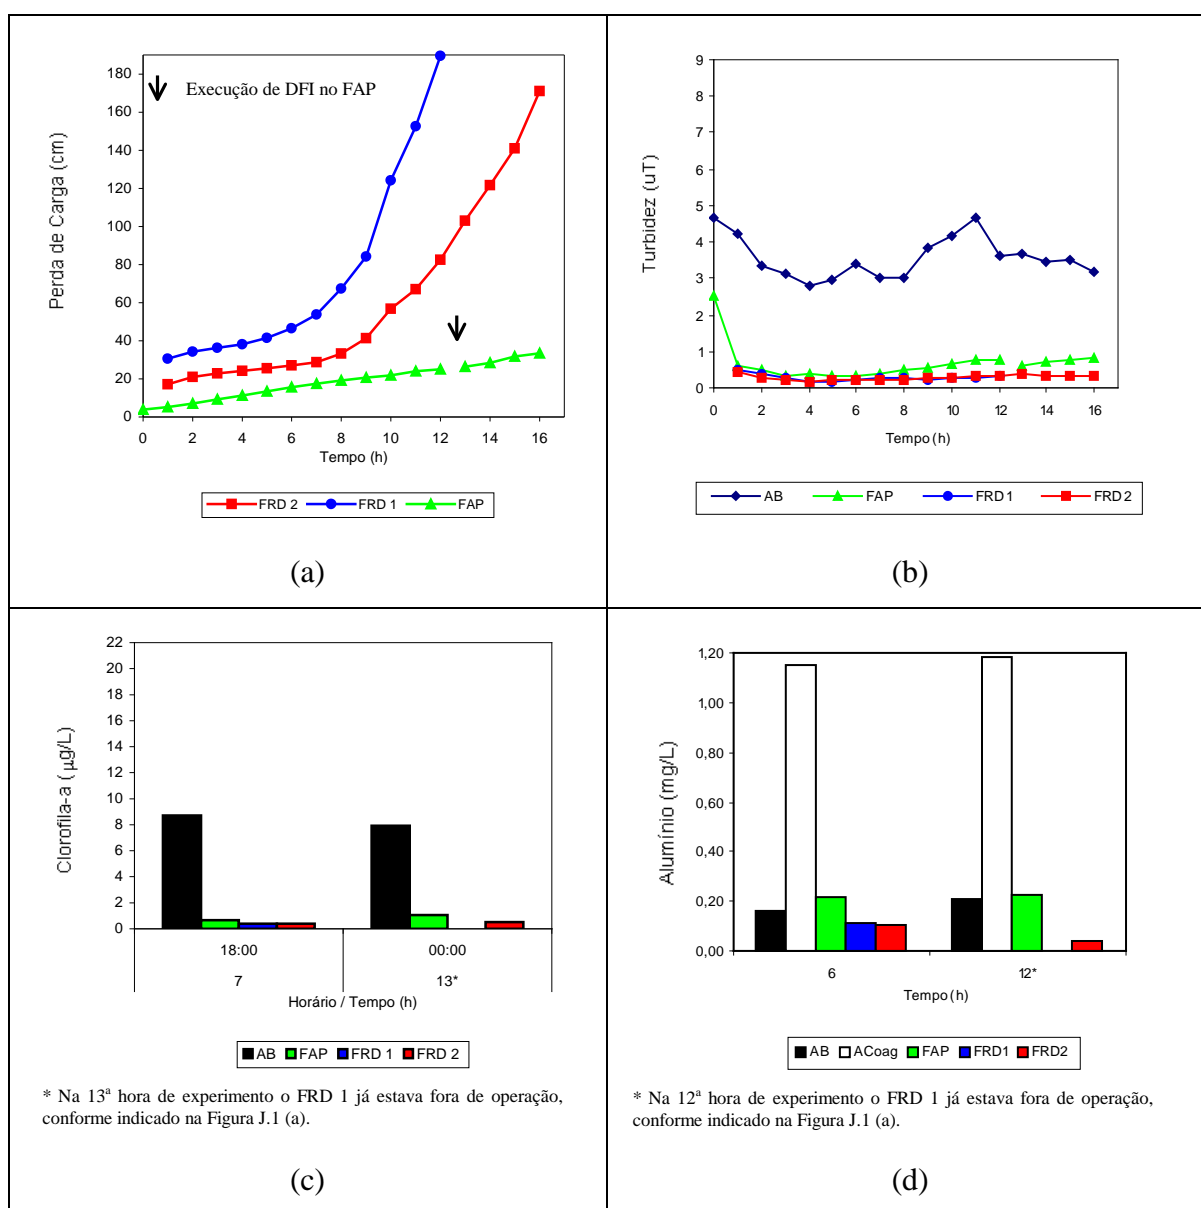 180
160
140
120
100
80
60
40
20
0
Perda de Carga (cm)
Execução de DFI no FAP
0 2 4 6 8 10 12 14 16
Tempo (h)
FRD 2 FRD 1 FAP
(a)
9
8
7
6
5
4
3
2
1
0
Turbidez (uT)
0 2 4 6 8 10 12 14 16
Tempo (h)
AB FAP FRD 1 FRD 2
(b)
22
20
18
16
14
12
10
8
6
4
2
0
Clorofila-a (µg/L)
18:00 00:00
7 13*
Horário / Tempo (h)
AB FAP FRD 1 FRD 2
* Na 13ª hora de experimento o FRD 1 já estava fora de operação,
conforme indicado na Figura J.1 (a).
(c)
1,20
1,00
0,80
0,60
0,40
0,20
0,00
Alumínio (mg/L)
6 12*
Tempo (h)
AB ACoag FAP FRD1 FRD2
* Na 12ª hora de experimento o FRD 1 já estava fora de operação,
conforme indicado na Figura J.1 (a).
(d)